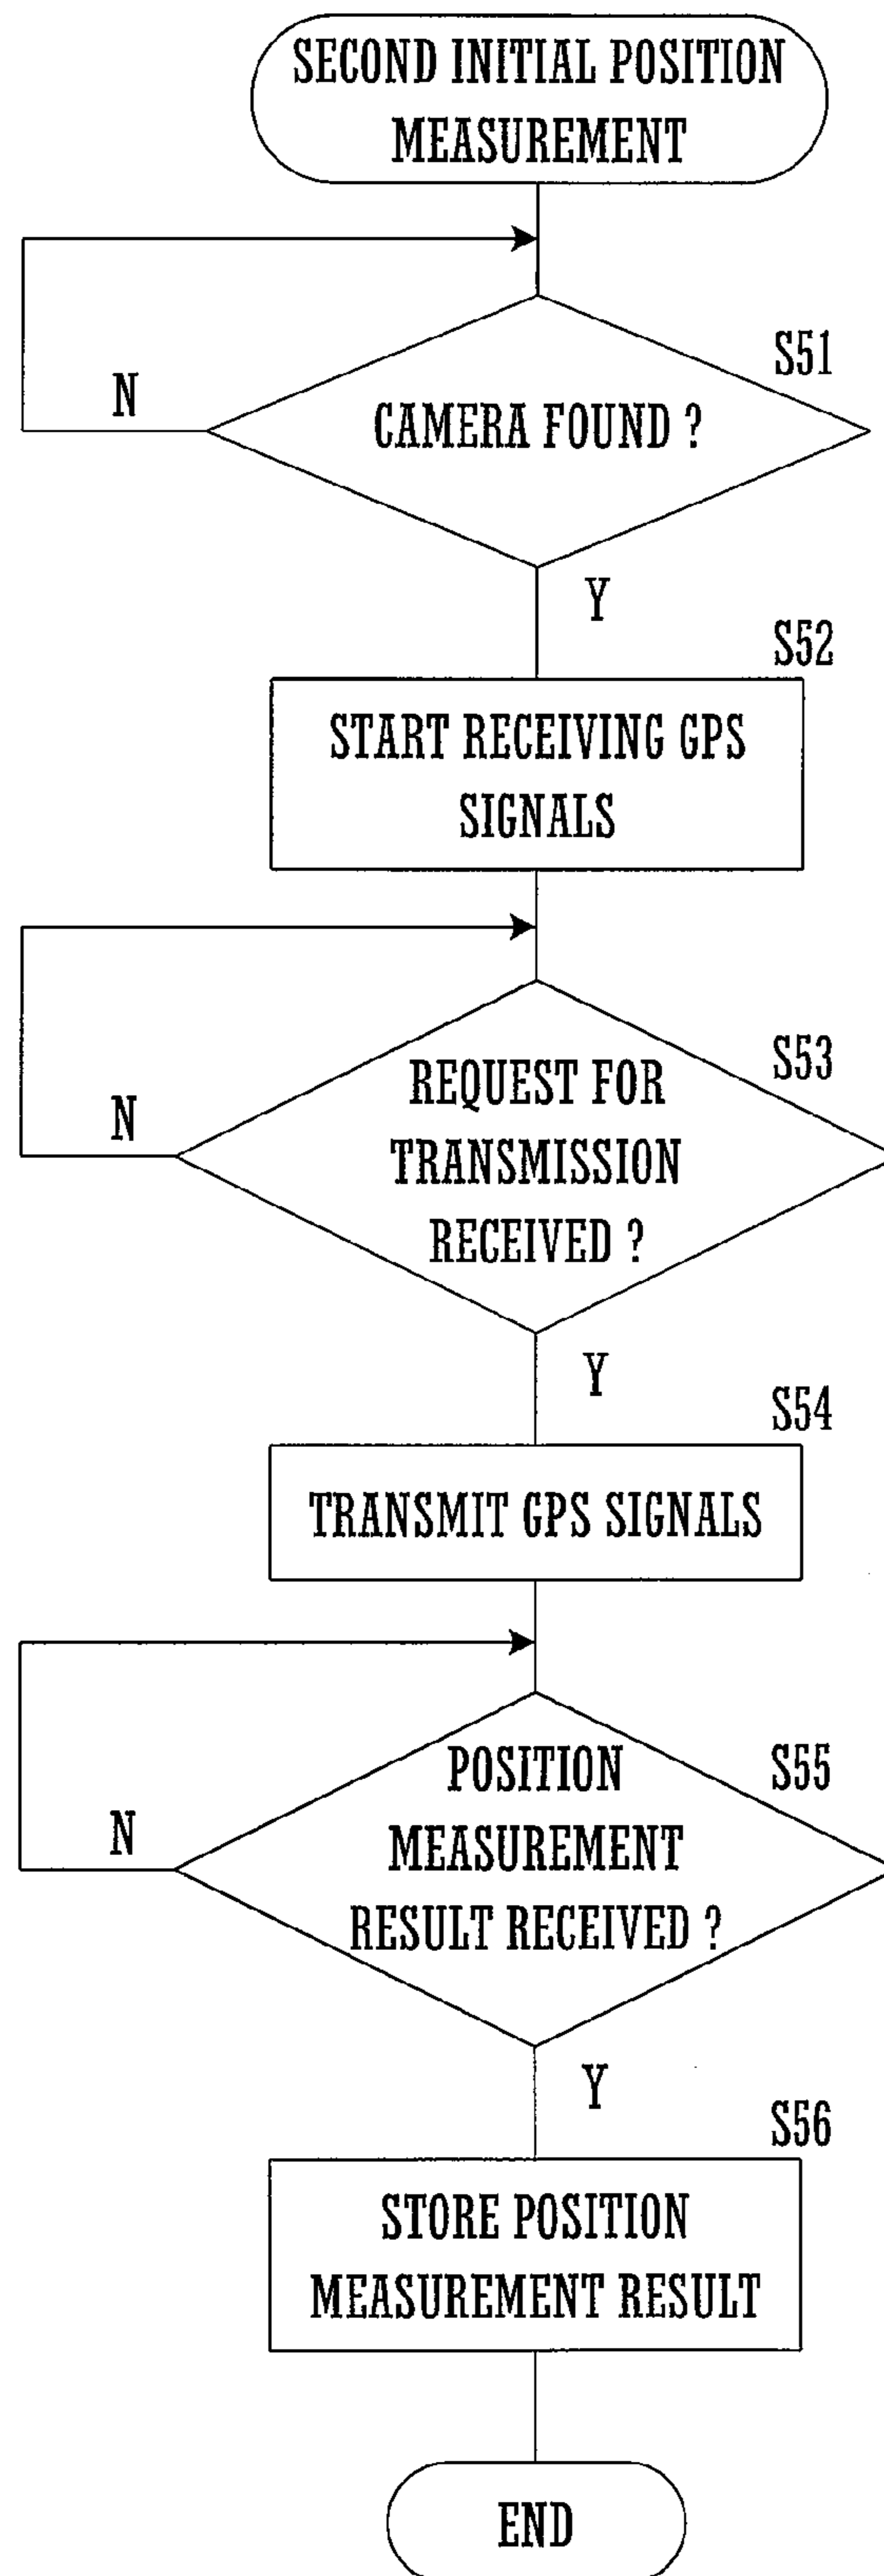 SECOND INITIAL POSITION
MEASUREMENT
S51
N
CAMERA FOUND ?
Y
S52
START RECEIVING GPS
SIGNALS
S53
REQUEST FOR
N
TRANSMISSION
RECEIVED ?
Y
S54
TRANSMIT GPS SIGNALS
S55
POSITION
N
MEASUREMENT
RESULT RECEIVED ?
Y
S56
STORE POSITION
MEASUREMENT RESULT
END